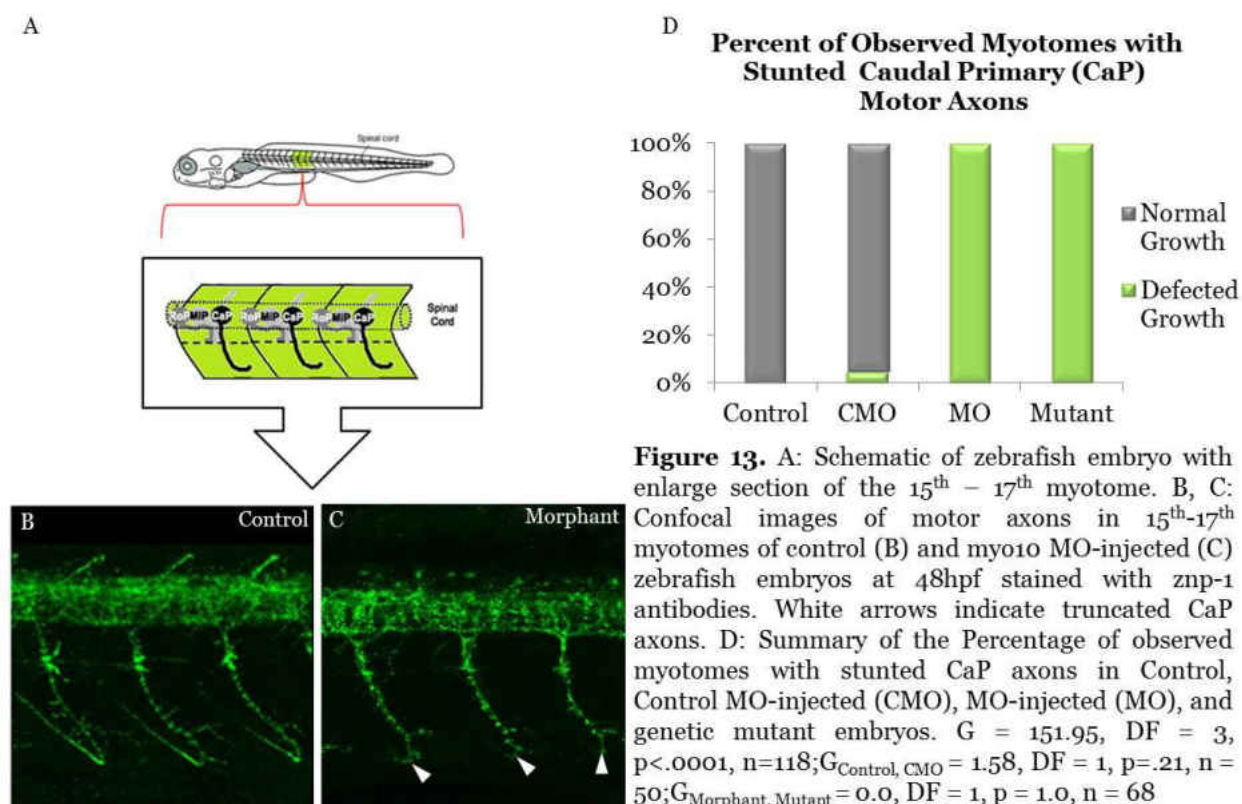 A
Spinal cord
RoP MiP CaP RoP MiP CaP RoP MiP CaP
Spinal
Cord
B
Control
C
Morphant
D
Percent of Observed Myotomes with
Stunted Caudal Primary (CaP)
Motor Axons
100%
80%
60%
40%
20%
0%
Control CMO MO Mutant
Normal
Growth
Defected
Growth
Figure 13. A: Schematic of zebrafish embryo with
enlarge section of the 15th – 17th myotome. B, C:
Confocal images of motor axons in 15th-17th
myotomes of control (B) and myo10 MO-injected (C)
zebrafish embryos at 48hpf stained with znp-1
antibodies. White arrows indicate truncated CaP
axons. D: Summary of the Percentage of observed
myotomes with stunted CaP axons in Control,
Control MO-injected (CMO), MO-injected (MO), and
genetic mutant embryos. G = 151.95, DF = 3,
p<.0001, n=118;GControl, CMO = 1.58, DF = 1, p=.21, n =
50;GMorphant, Mutant = 0.0, DF = 1, p = 1.0, n = 68